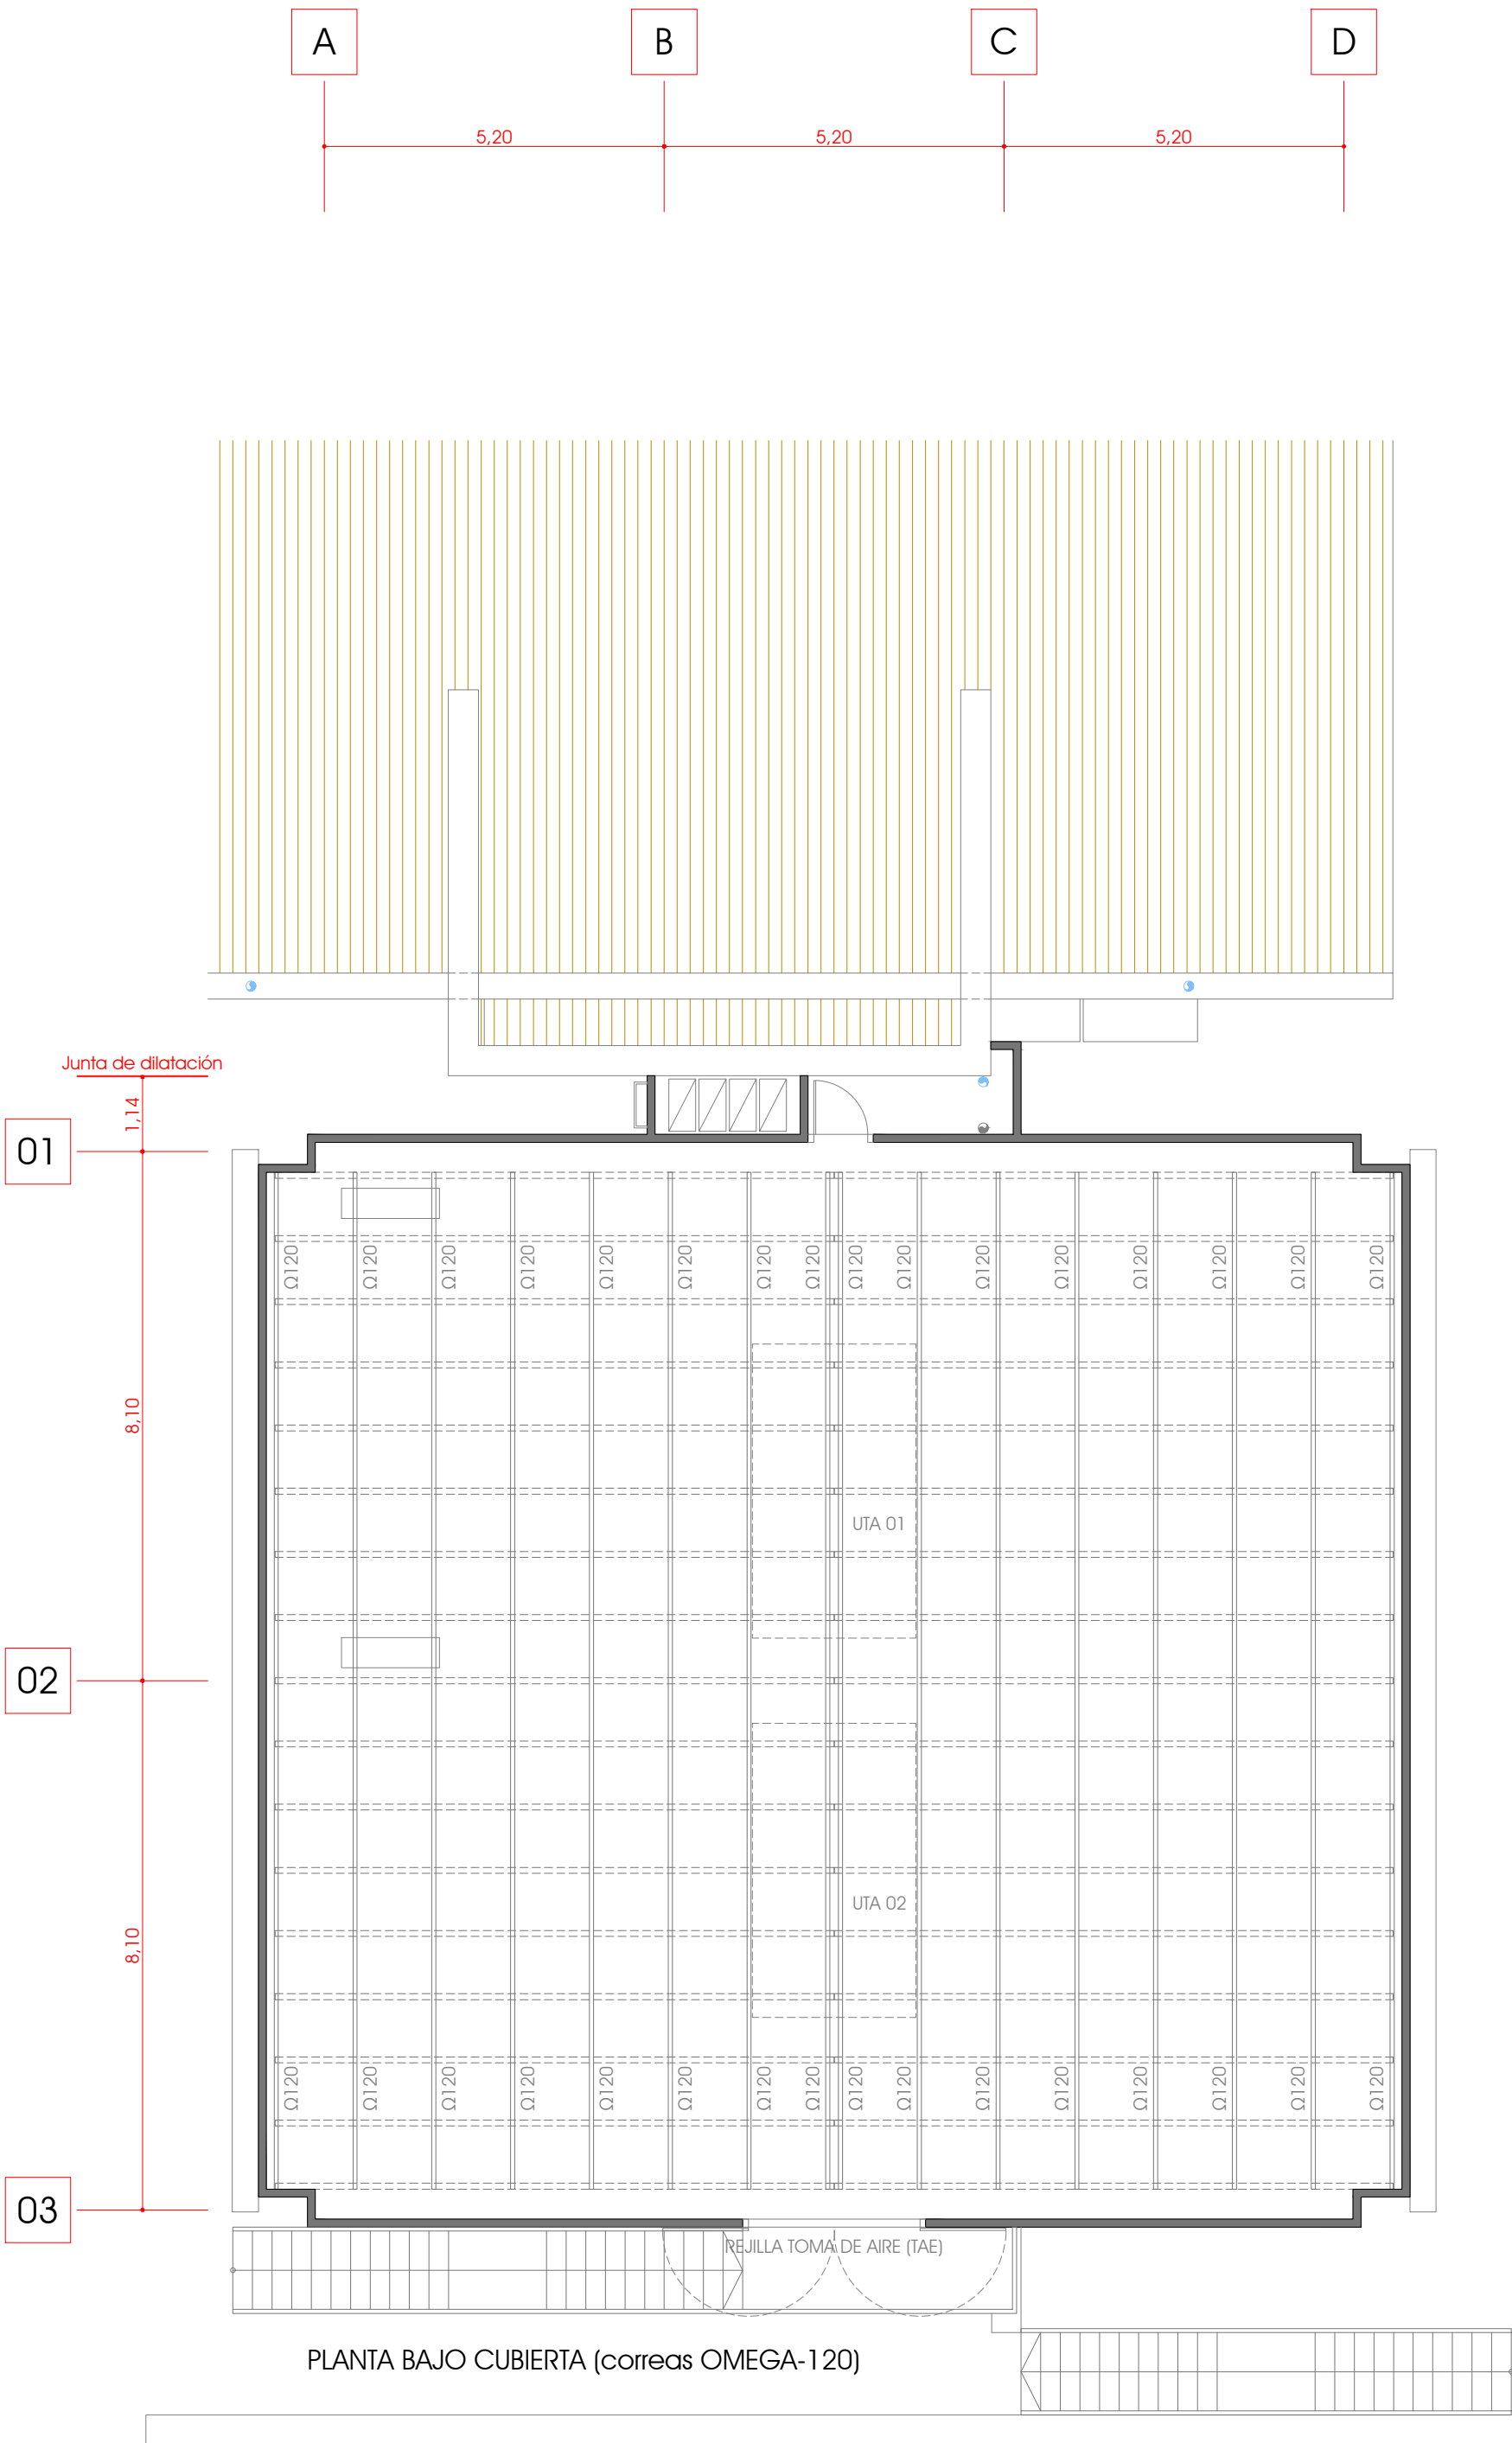 A B C D
5,20 5,20 5,20
Junta de dilatación
1,14
01
Ω120 Ω120 Ω120 Ω120 Ω120 Ω120 Ω120 Ω120 Ω120 Ω120 Ω120 Ω120 Ω120 Ω120 Ω120 Ω120
8,10
UTA 01
02
UTA 02
8,10
Ω120 Ω120 Ω120 Ω120 Ω120 Ω120 Ω120 Ω120 Ω120 Ω120 Ω120 Ω120 Ω120 Ω120 Ω120 Ω120
03
REJILLA TOMA DE AIRE (TAE)
PLANTA BAJO CUBIERTA (correas OMEGA-120)